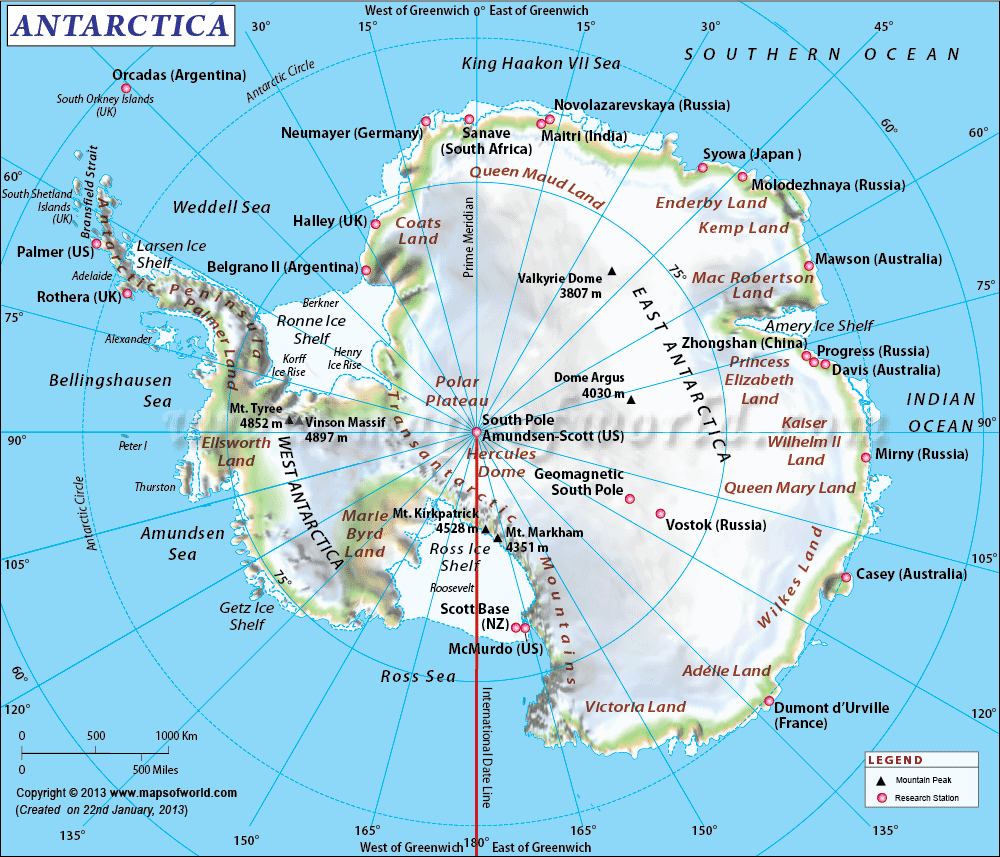 ANTARCTICA
West of Greenwich 0° East of Greenwich
30°
15°
15°
30°
45°
SOUTHERN OCEAN
King Haakon VII Sea
Antarctic Circle
Orcadas (Argentina)
South Orkney Islands
(UK)
Novolazarevskaya (Russia)
Neumayer (Germany)
Sanave
(South Africa)
Maitri (India)
60°
60°
Syowa (Japan )
Molodezhnaya (Russia)
Queen Maud Land
Enderby Land
Kemp Land
60°
Bransfield Strait
South Shetland
Islands
(UK)
Weddell Sea
Halley (UK)
Coats
Land
Prime Meridian
Palmer (US)
Larsen Ice
Shelf
Antarctic Peninsula
Belgrano II (Argentina)
Valkyrie Dome
3807 m
75°
Mac Robertson
Land
Mawson (Australia)
Adelaide
Rothera (UK)
Palmer Land
Berkner
Ronne Ice
Shelf
EAST ANTARCTICA
75°
75°
Alexander
Korff
Ice Rise
Henry
Ice Rise
Amery Ice Shelf
Zhongshan (China)
Progress (Russia)
Davis (Australia)
Princess
Elizabeth
Land
Bellingshausen
Sea
Polar
Plateau
Dome Argus
4030 m
INDIAN
OCEAN
Mt. Tyree
4852 m
Vinson Massif
4897 m
Transantarctic Mountains
South Pole
Amundsen-Scott (US)
Kaiser
Wilhelm II
Land
90°
90°
Peter I
Ellsworth
Land
WEST ANTARCTICA
Hercules
Dome
Mirny (Russia)
Geomagnetic
South Pole
Queen Mary Land
Thurston
Antarctic Circle
Vostok (Russia)
Marie
Byrd
Land
Mt. Kirkpatrick
4528 m
Mt. Markham
4351 m
Amundsen
Sea
Ross Ice
Shelf
105°
105°
75°
Roosevelt
Casey (Australia)
Wilkes Land
Getz Ice
Shelf
Scott Base
(NZ)
McMurdo (US)
Ross Sea
Adélie Land
60°
Victoria Land
Dumont d'Urville
(France)
120°
120°
International Date Line
0 500 1000 Km
0 500 Miles
LEGEND
Mountain Peak
Research Station
Copyright © 2013 www.mapsofworld.com
(Created on 22nd January, 2013)
135°
150°
165°
180°
165°
150°
135°
West of Greenwich East of Greenwich